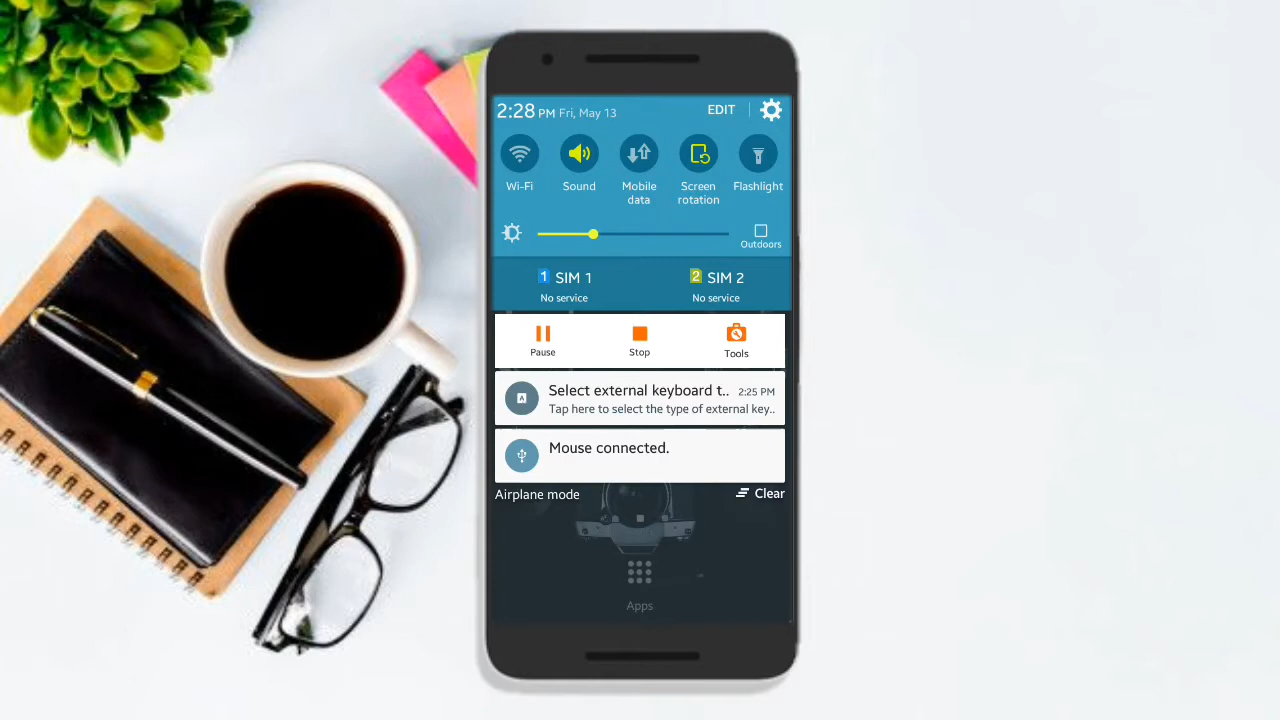 2:28 PM Fri, May 13 EDIT
Wi-Fi
Sound
Mobile
data
Screen
rotation
Flashlight
Outdoors
1 SIM 1
No service
2 SIM 2
No service
Pause
Stop
Tools
A
Select external keyboard t.. 2:25 PM
Tap here to select the type of external key..
Mouse connected.
Airplane mode
Clear
Apps